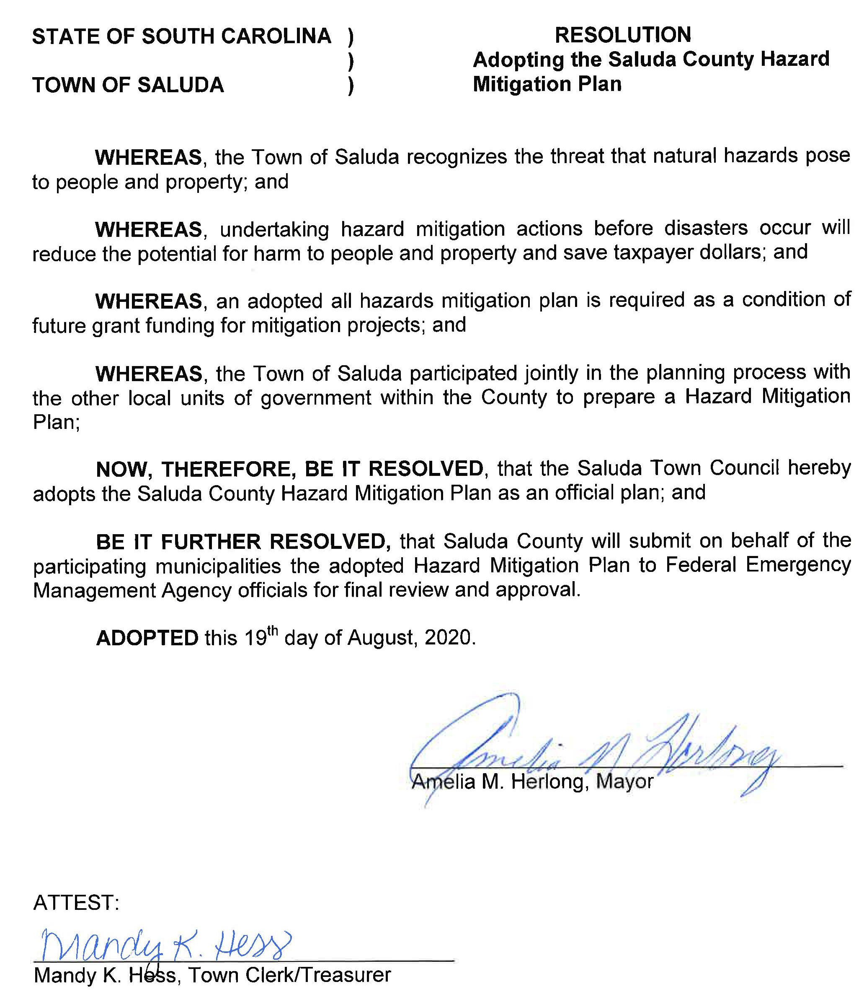 STATE OF SOUTH CAROLINA ) RESOLUTION
) Adopting the Saluda County Hazard
TOWN OF SALUDA ) Mitigation Plan
WHEREAS, the Town of Saluda recognizes the threat that natural hazards pose
to people and property; and
WHEREAS, undertaking hazard mitigation actions before disasters occur will
reduce the potential for harm to people and property and save taxpayer dollars; and
WHEREAS, an adopted all hazards mitigation plan is required as a condition of
future grant funding for mitigation projects; and
WHEREAS, the Town of Saluda participated jointly in the planning process with
the other local units of government within the County to prepare a Hazard Mitigation
Plan;
NOW, THEREFORE, BE IT RESOLVED, that the Saluda Town Council hereby
adopts the Saluda County Hazard Mitigation Plan as an official plan; and
BE IT FURTHER RESOLVED, that Saluda County will submit on behalf of the
participating municipalities the adopted Hazard Mitigation Plan to Federal Emergency
Management Agency officials for final review and approval.
ADOPTED this 19th day of August, 2020.
Amelia M Herlong
Amelia M. Herlong, Mayor
ATTEST:
Mandy K. Hess
Mandy K. Hess, Town Clerk/Treasurer